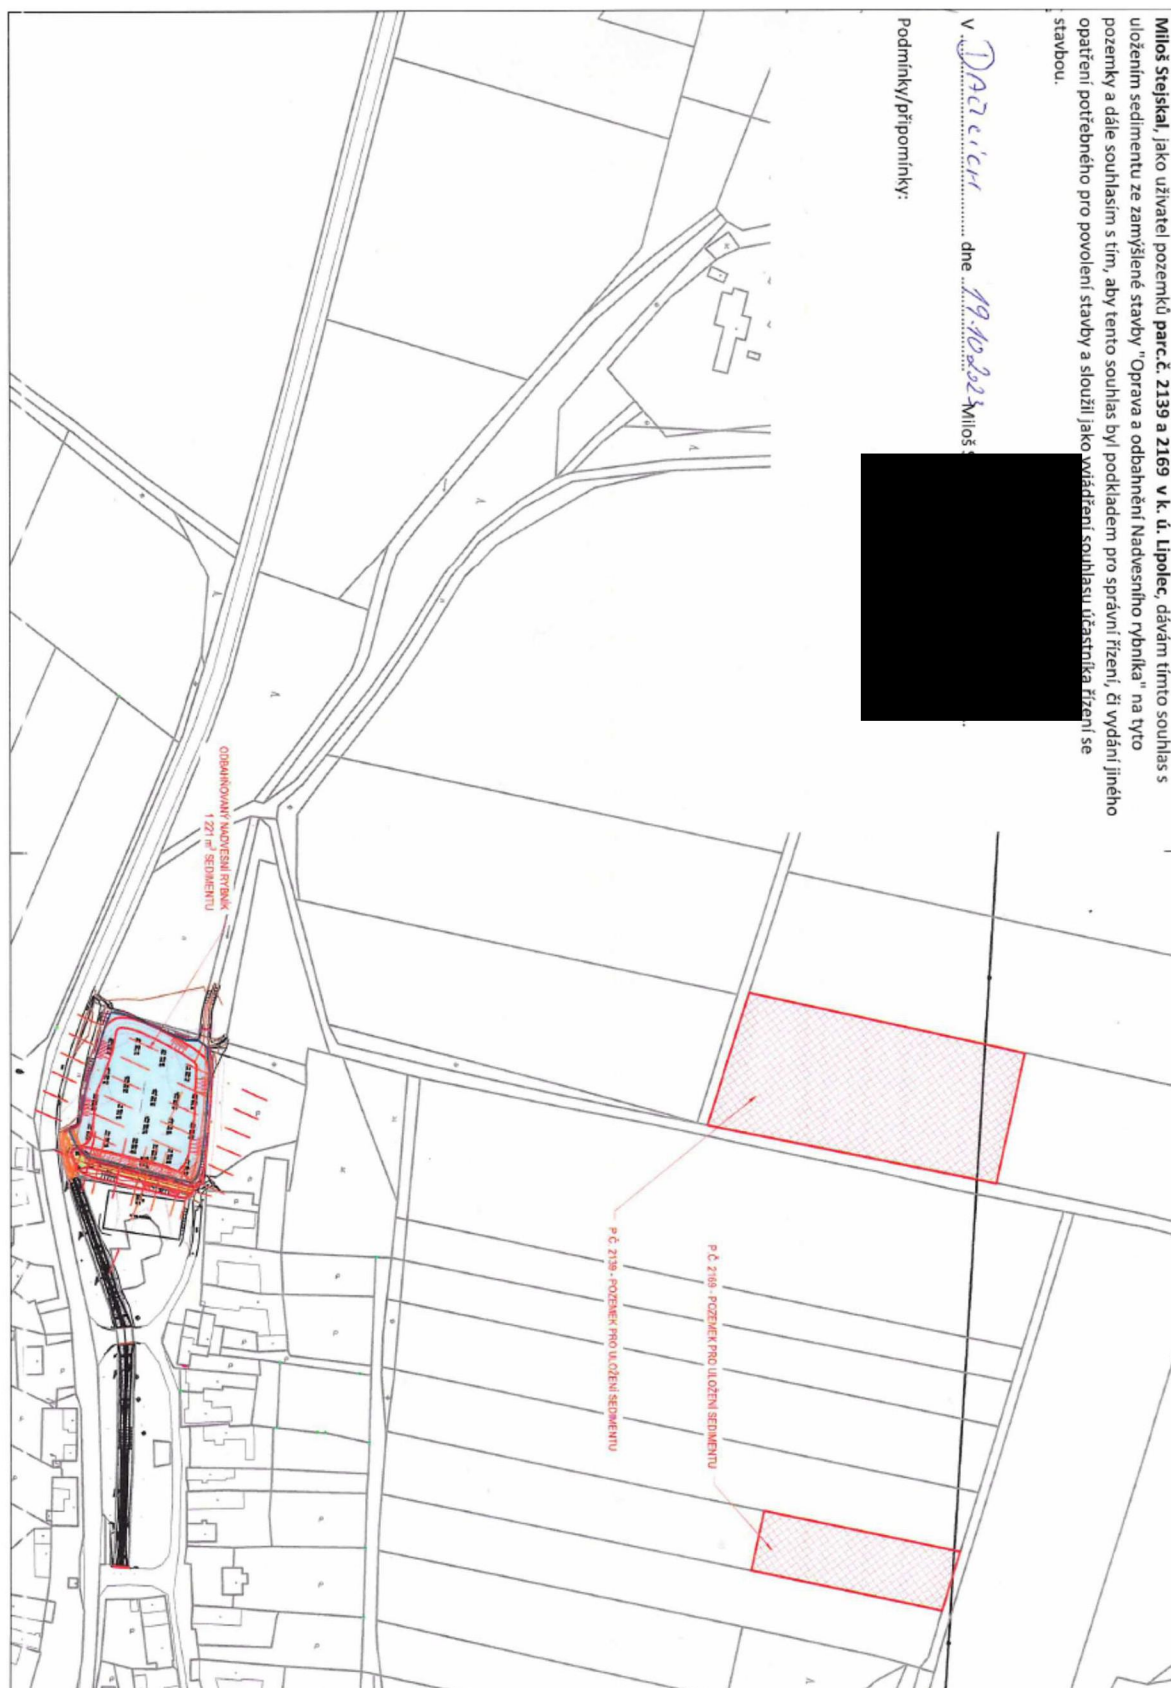 Miloš Stejskal, jako uživatel pozemků parc.č. 2139 a 2169 v k. ú. Lipolec, dávám tímto souhlas s
uložením sedimentu ze zamýšlené stavby "Oprava a odbahnění Nadvesního rybníka" na tyto
pozemky a dále souhlasím s tím, aby tento souhlas byl podkladem pro správní řízení, či vydání jiného
opatření potřebného pro povolení stavby a sloužil jako vyjádření souhlasu účastníka řízení se
stavbou.
V ..Dačicích.......... dne ..19.10.2023 Miloš
Podmínky/připomínky:
ODBAHŇOVANÝ NADVESNÍ RYBNÍK
1 221 m³ SEDIMENTU
P.Č. 2139 - POZEMEK PRO ULOŽENÍ SEDIMENTU
P.Č. 2169 - POZEMEK PRO ULOŽENÍ SEDIMENTU